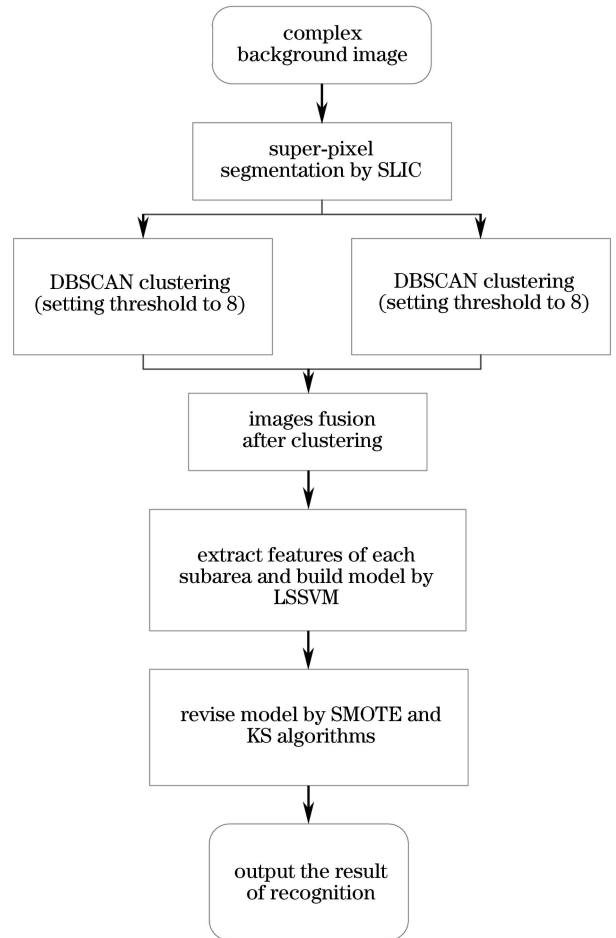 complex
background image
super-pixel
segmentation by SLIC
DBSCAN clustering
(setting threshold to 8)
DBSCAN clustering
(setting threshold to 8)
images fusion
after clustering
extract features of each
subarea and build model by
LSSVM
revise model by SMOTE and
KS algorithms
output the result
of recognition